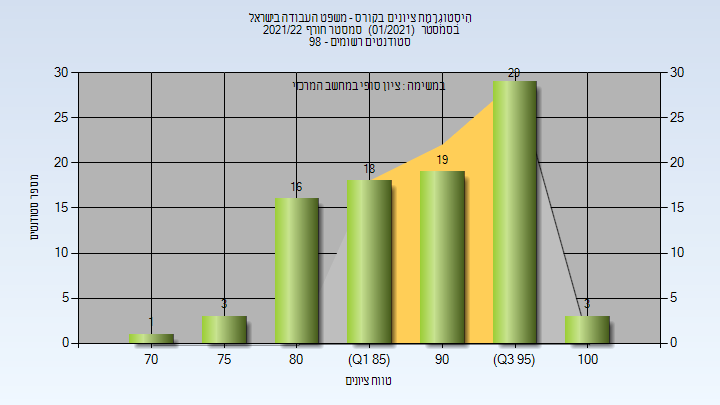 היסטוגרמת ציונים בקורס - משפט העבודה בישראל
בסמסטר (01/2021) סמסטר חורף 2021/22
סטודנטים רשומים - 98
במשימה : ציון סופי במחשב המרכזי
30 30
25 25
20 20
15 15
10 10
5 5
0 0
1 3 16 18 19 29 3
מספר סטודנטים
70 75 80 (Q1 85) 90 (Q3 95) 100
טווח ציונים